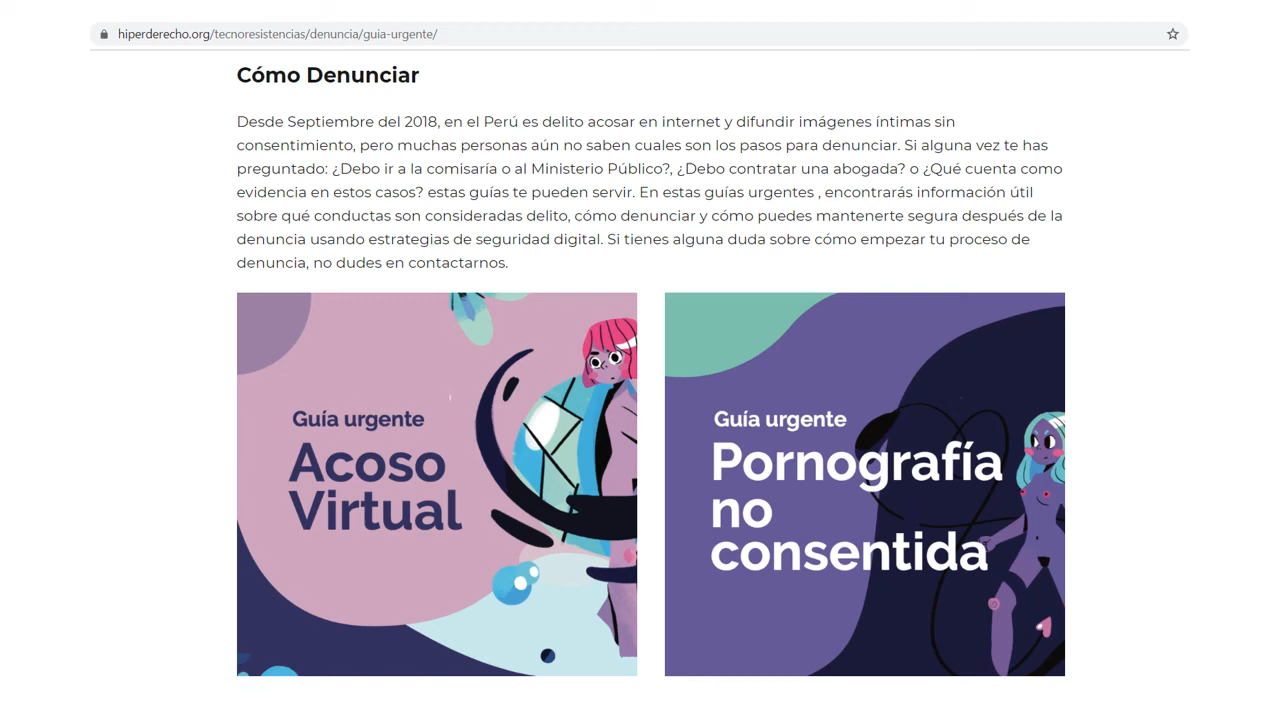 hiperderecho.org/tecnoresistencias/denuncia/guia-urgente/
Cómo Denunciar
Desde Septiembre del 2018, en el Perú es delito acosar en internet y difundir imágenes íntimas sin
consentimiento, pero muchas personas aún no saben cuales son los pasos para denunciar. Si alguna vez te has
preguntado: ¿Debo ir a la comisaría o al Ministerio Público?, ¿Debo contratar una abogada? o ¿Qué cuenta como
evidencia en estos casos? estas guías te pueden servir. En estas guías urgentes , encontrarás información útil
sobre qué conductas son consideradas delito, cómo denunciar y cómo puedes mantenerte segura después de la
denuncia usando estrategias de seguridad digital. Si tienes alguna duda sobre cómo empezar tu proceso de
denuncia, no dudes en contactarnos.
Guía urgente
Acoso
Virtual
Guía urgente
Pornografía
no
consentida